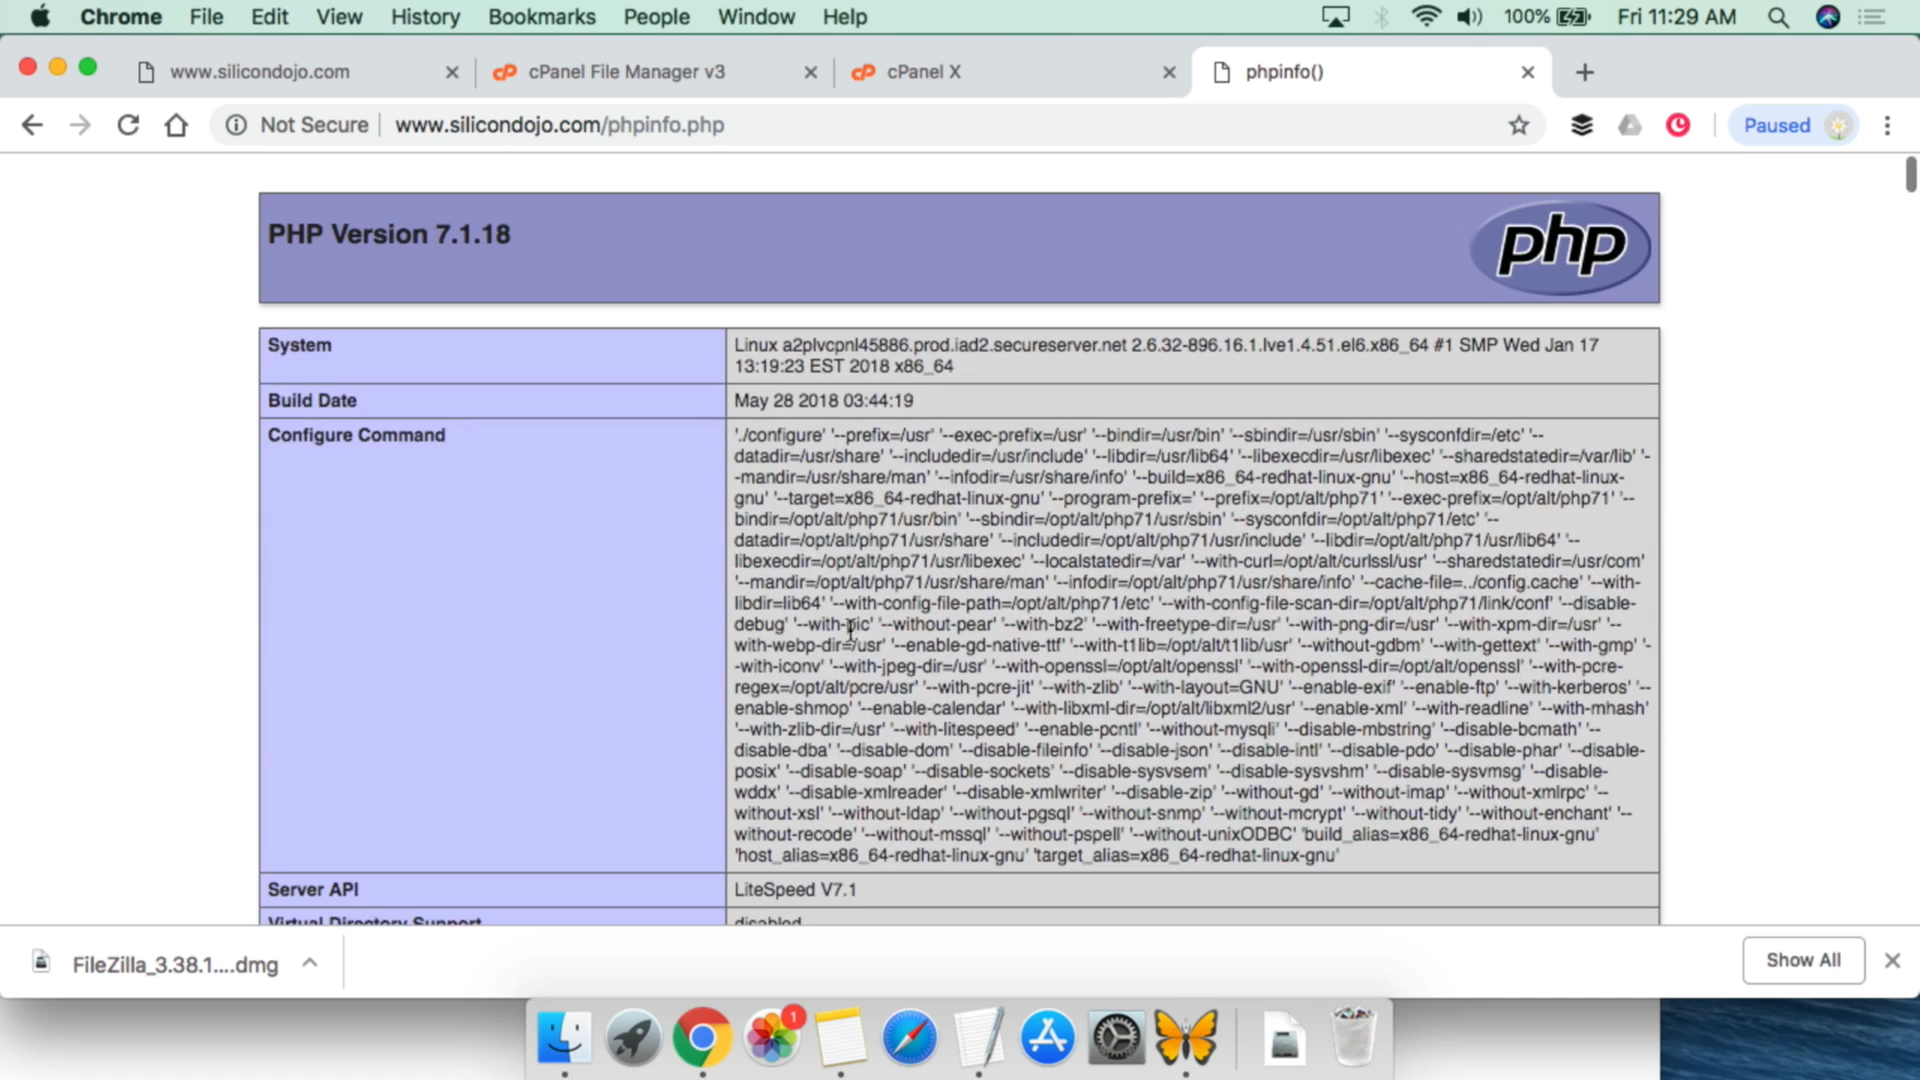 Chrome File Edit View History Bookmarks People Window Help 100% Fri 11:29 AM
www.silicondojo.com cPanel File Manager v3 cPanel X phpinfo()
Not Secure www.silicondojo.com/phpinfo.php Paused
PHP Version 7.1.18
php
System Linux a2plvcpnl45886.prod.iad2.secureserver.net 2.6.32-896.16.1.lve1.4.51.el6.x86_64 #1 SMP Wed Jan 17
13:19:23 EST 2018 x86_64
Build Date May 28 2018 03:44:19
Configure Command './configure' '--prefix=/usr' '--exec-prefix=/usr' '--bindir=/usr/bin' '--sbindir=/usr/sbin' '--sysconfdir=/etc' '--
datadir=/usr/share' '--includedir=/usr/include' '--libdir=/usr/lib64' '--libexecdir=/usr/libexec' '--sharedstatedir=/var/lib' '-
-mandir=/usr/share/man' '--infodir=/usr/share/info' '--build=x86_64-redhat-linux-gnu' '--host=x86_64-redhat-linux-
gnu' '--target=x86_64-redhat-linux-gnu' '--program-prefix=' '--prefix=/opt/alt/php71' '--exec-prefix=/opt/alt/php71' '--
bindir=/opt/alt/php71/usr/bin' '--sbindir=/opt/alt/php71/usr/sbin' '--sysconfdir=/opt/alt/php71/etc' '--
datadir=/opt/alt/php71/usr/share' '--includedir=/opt/alt/php71/usr/include' '--libdir=/opt/alt/php71/usr/lib64' '--
libexecdir=/opt/alt/php71/usr/libexec' '--localstatedir=/var' '--with-curl=/opt/alt/curlssl/usr' '--sharedstatedir=/usr/com'
'--mandir=/opt/alt/php71/usr/share/man' '--infodir=/opt/alt/php71/usr/share/info' '--cache-file=../config.cache' '--with-
libdir=lib64' '--with-config-file-path=/opt/alt/php71/etc' '--with-config-file-scan-dir=/opt/alt/php71/link/conf' '--disable-
debug' '--with-pic' '--without-pear' '--with-bz2' '--with-freetype-dir=/usr' '--with-png-dir=/usr' '--with-xpm-dir=/usr' '--
with-webp-dir=/usr' '--enable-gd-native-ttf' '--with-t1lib=/opt/alt/t1lib/usr' '--without-gdbm' '--with-gettext' '--with-gmp' '-
-with-iconv' '--with-jpeg-dir=/usr' '--with-openssl=/opt/alt/openssl' '--with-openssl-dir=/opt/alt/openssl' '--with-pcre-
regex=/opt/alt/pcre/usr' '--with-pcre-jit' '--with-zlib' '--with-layout=GNU' '--enable-exif' '--enable-ftp' '--with-kerberos' '--
enable-shmop' '--enable-calendar' '--with-libxml-dir=/opt/alt/libxml2/usr' '--enable-xml' '--with-readline' '--with-mhash'
'--with-zlib-dir=/usr' '--with-litespeed' '--enable-pcntl' '--without-mysqli' '--disable-mbstring' '--disable-bcmath' '--
disable-dba' '--disable-dom' '--disable-fileinfo' '--disable-json' '--disable-intl' '--disable-pdo' '--disable-phar' '--disable-
posix' '--disable-soap' '--disable-sockets' '--disable-sysvsem' '--disable-sysvshm' '--disable-sysvmsg' '--disable-
wddx' '--disable-xmlreader' '--disable-xmlwriter' '--disable-zip' '--without-gd' '--without-imap' '--without-xmlrpc' '--
without-xsl' '--without-ldap' '--without-pgsql' '--without-snmp' '--without-mcrypt' '--without-tidy' '--without-enchant' '--
without-recode' '--without-mssql' '--without-pspell' '--without-unixODBC' 'build_alias=x86_64-redhat-linux-gnu'
'host_alias=x86_64-redhat-linux-gnu' 'target_alias=x86_64-redhat-linux-gnu'
Server API LiteSpeed V7.1
Virtual Directory Support disabled
FileZilla_3.38.1....dmg Show All
1